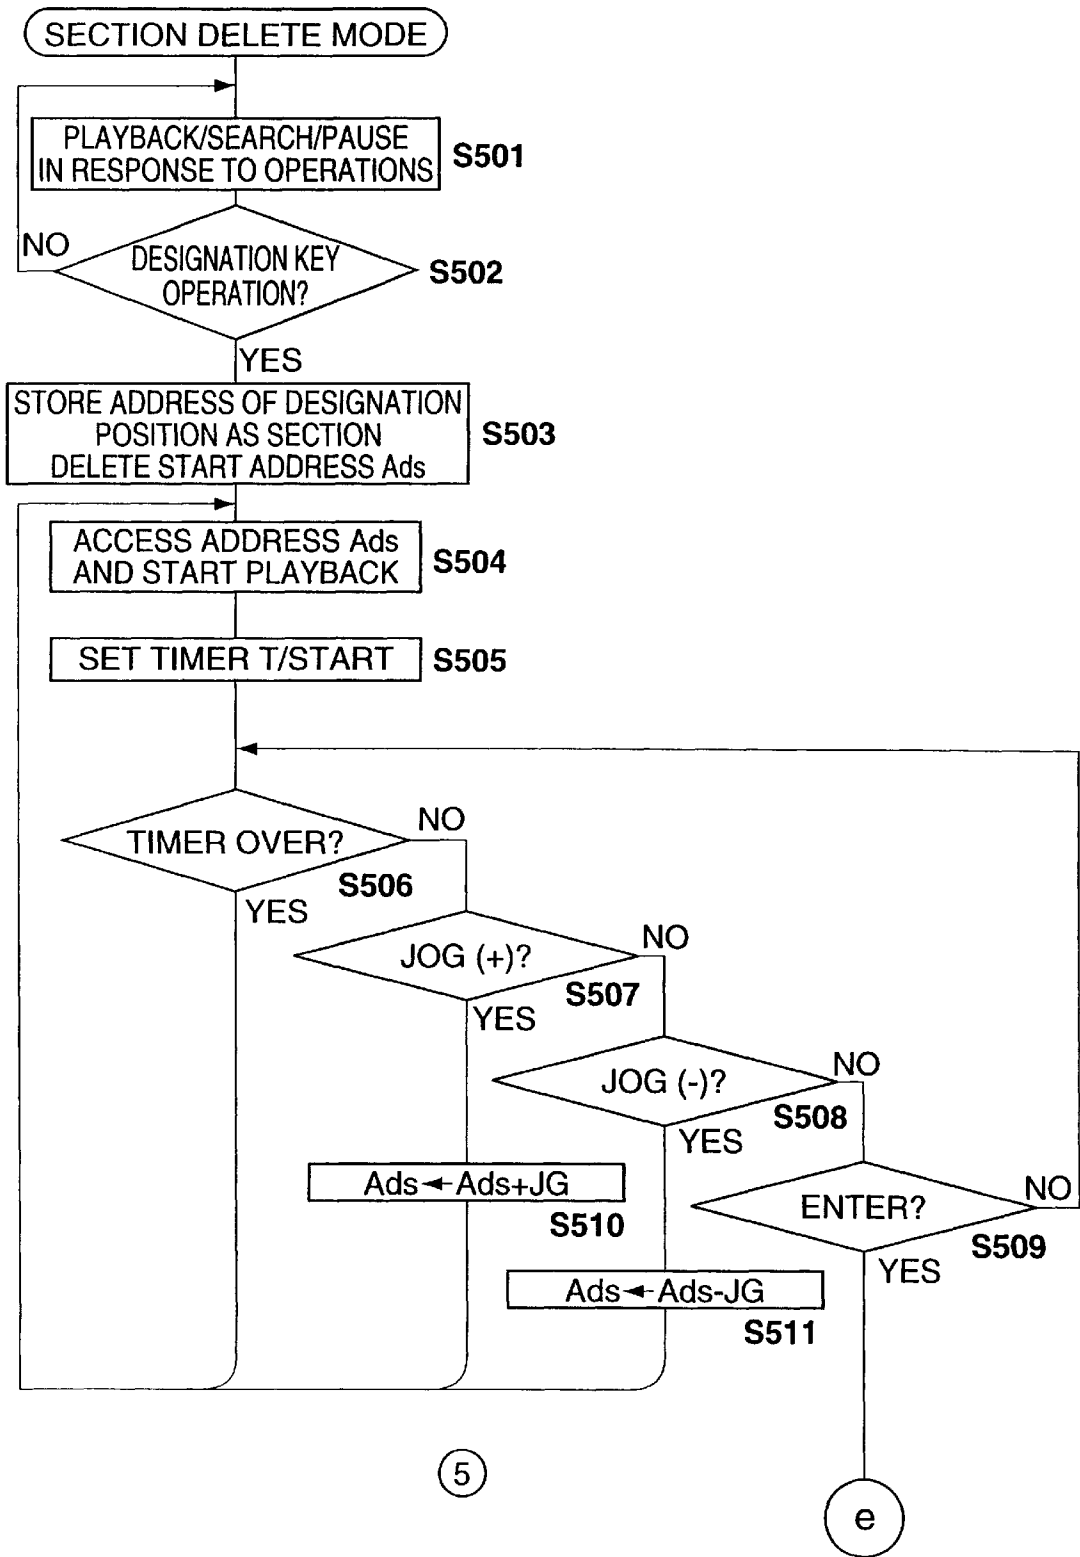 SECTION DELETE MODE
PLAYBACK/SEARCH/PAUSE
IN RESPONSE TO OPERATIONS
S501
NO
DESIGNATION KEY
OPERATION?
S502
YES
STORE ADDRESS OF DESIGNATION
POSITION AS SECTION
DELETE START ADDRESS Ads
S503
ACCESS ADDRESS Ads
AND START PLAYBACK
S504
SET TIMER T/START
S505
TIMER OVER?
NO
S506
YES
JOG (+)?
NO
S507
YES
JOG (-)?
NO
S508
YES
Ads←Ads+JG
S510
ENTER?
NO
S509
YES
Ads←Ads-JG
S511
5
e